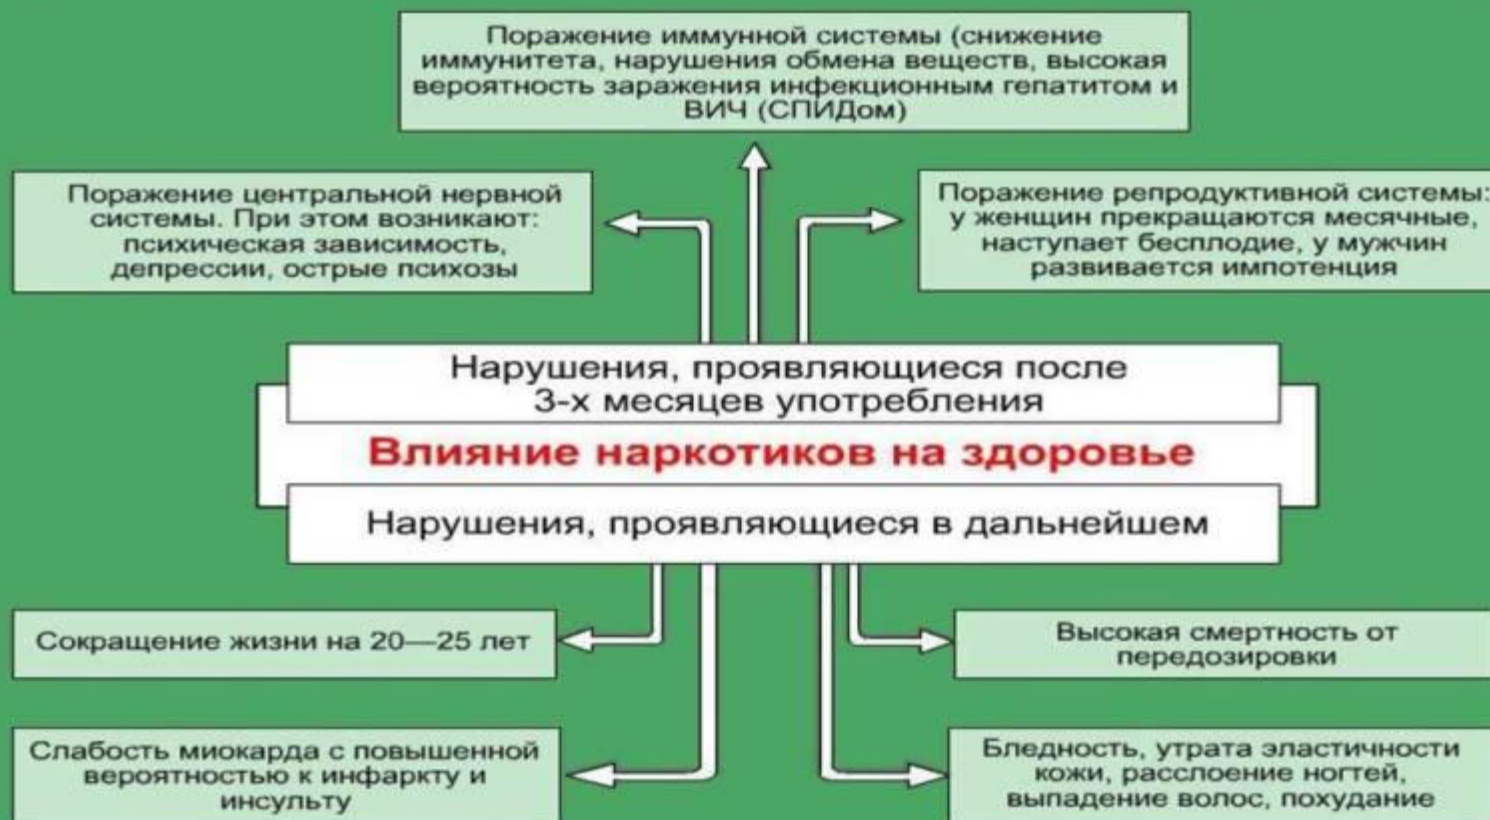 Поражение иммунной системы (снижение
иммунитета, нарушения обмена веществ, высокая
вероятность заражения инфекционным гепатитом и
ВИЧ (СПИДом)
Поражение центральной нервной
системы. При этом возникают:
психическая зависимость,
депрессии, острые психозы
Поражение репродуктивной системы:
у женщин прекращаются месячные,
наступает бесплодие, у мужчин
развивается импотенция
Нарушения, проявляющиеся после
3-х месяцев употребления
Влияние наркотиков на здоровье
Нарушения, проявляющиеся в дальнейшем
Сокращение жизни на 20—25 лет
Высокая смертность от
передозировки
Слабость миокарда с повышенной
вероятностью к инфаркту и
инсульту
Бледность, утрата эластичности
кожи, расслоение ногтей,
выпадение волос, похудание